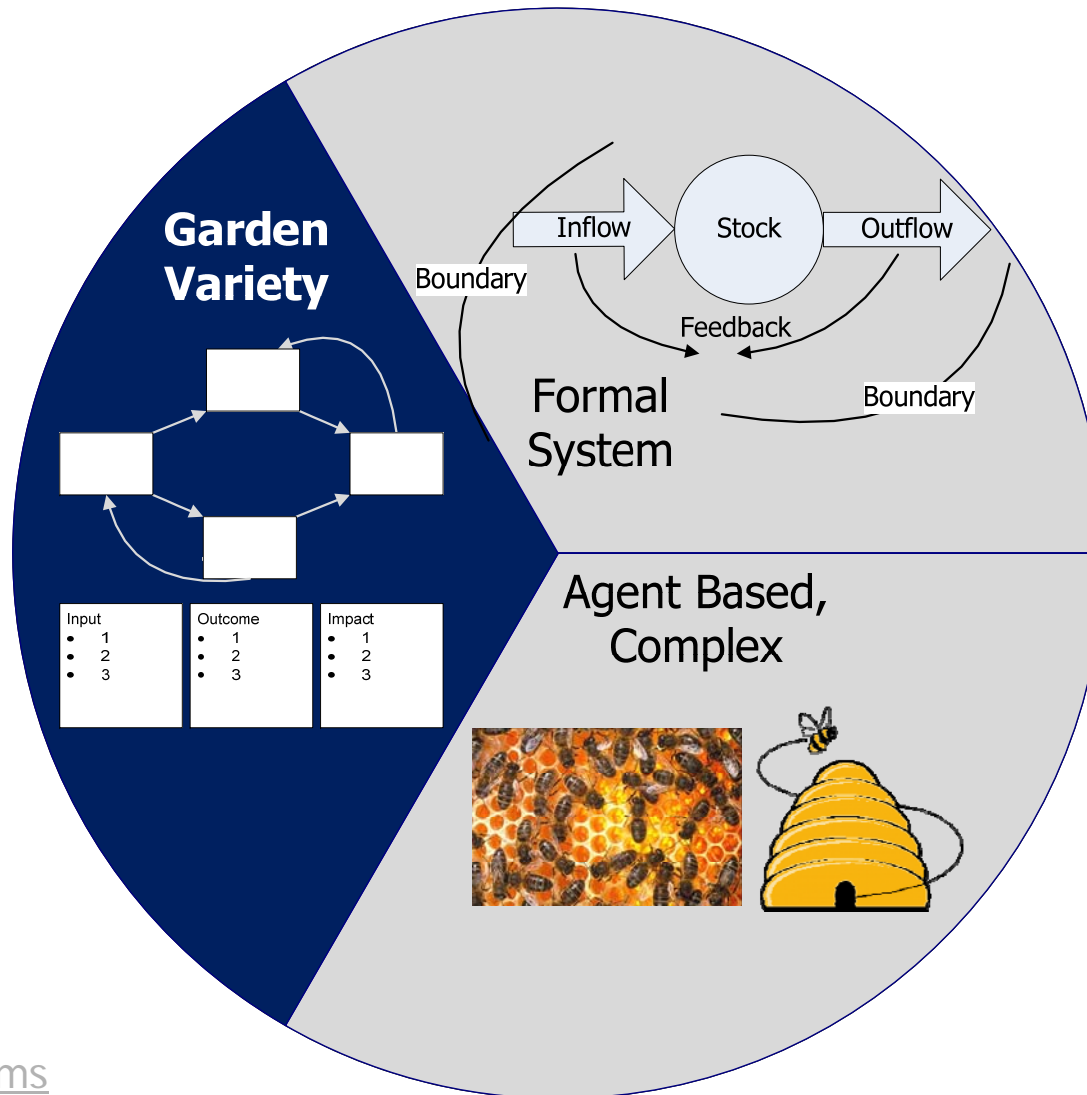 Garden
Variety
Input
• 1
• 2
• 3
Outcome
• 1
• 2
• 3
Impact
• 1
• 2
• 3
Inflow
Stock
Outflow
Boundary
Feedback
Boundary
Formal
System
Agent Based,
Complex
ms